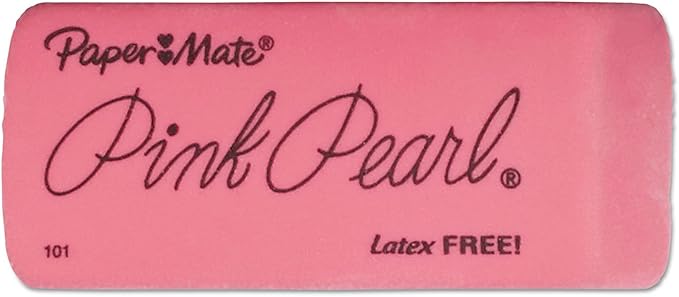 Paper Mate®
Pink Pearl®
101
Latex FREE!